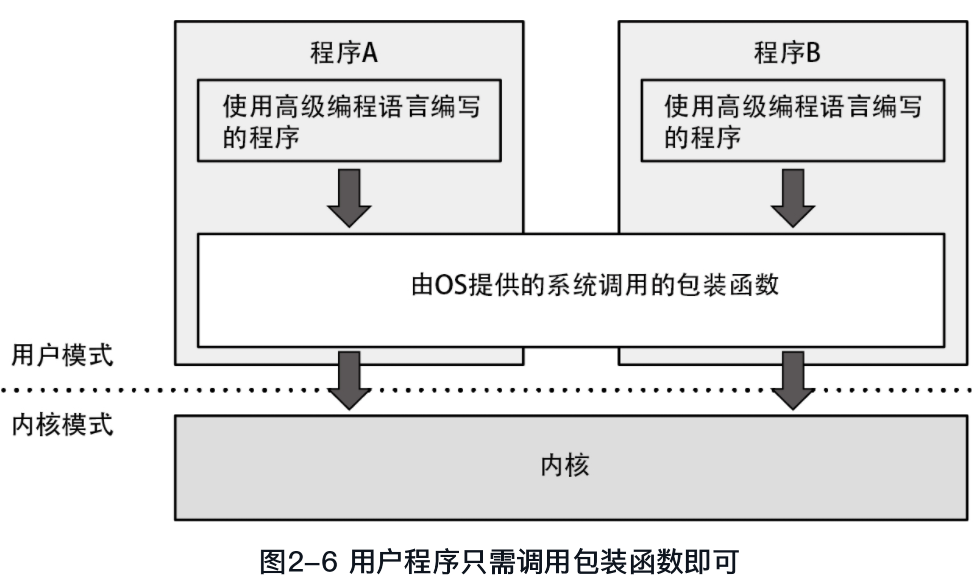 程序A
程序B
使用高级编程语言编写
的程序
使用高级编程语言编写
的程序
由OS提供的系统调用的包装函数
用户模式
内核模式
内核
图2-6 用户程序只需调用包装函数即可